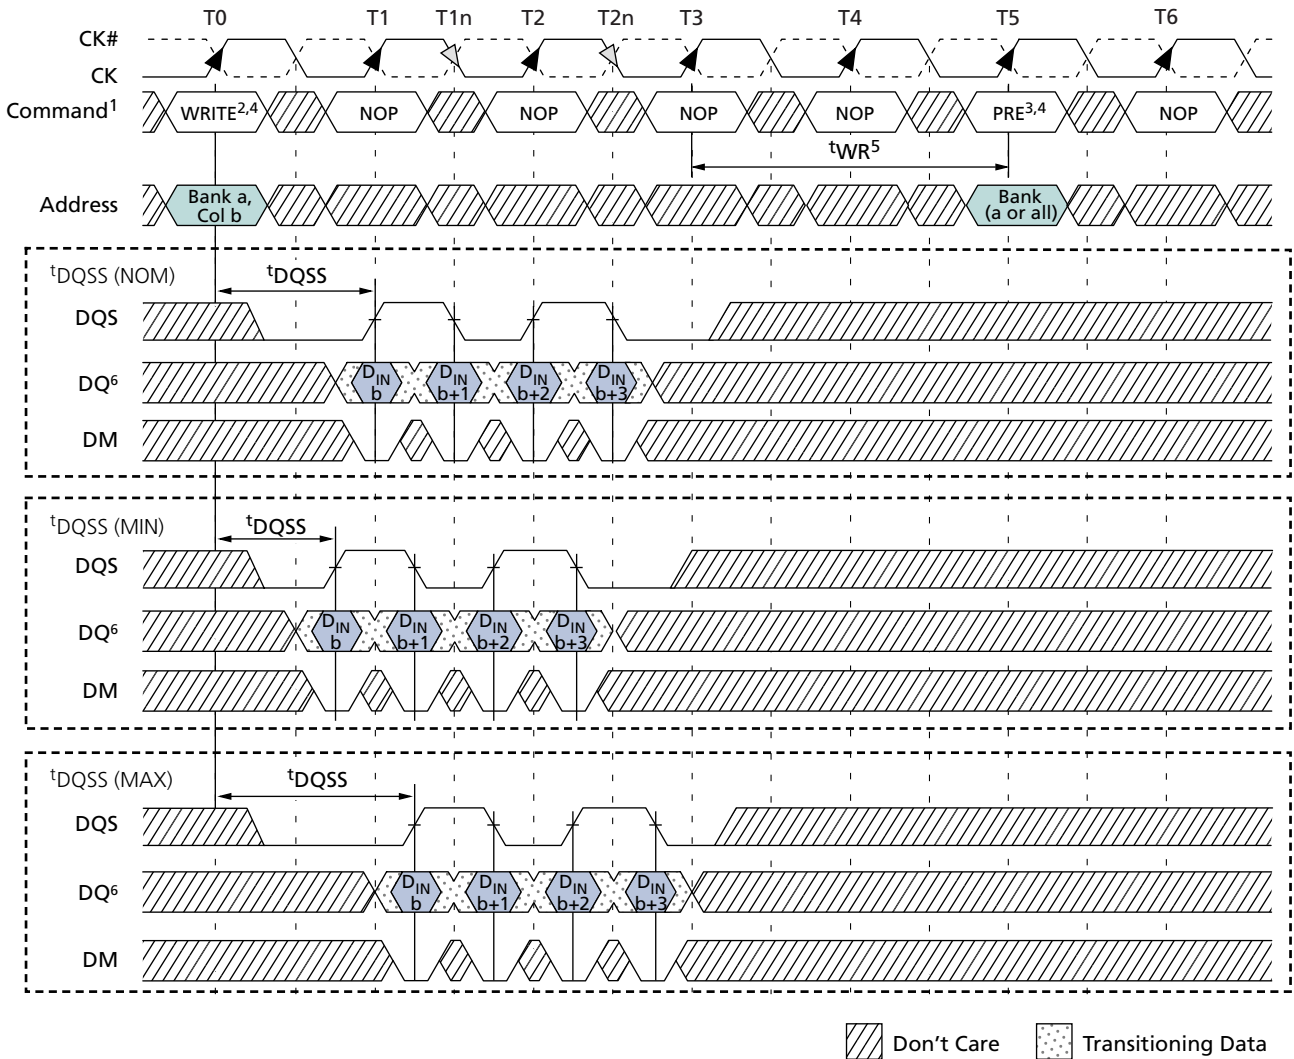 T0 T1 T1n T2 T2n T3 T4 T5 T6
CK#
CK
Command¹ WRITE²,⁴ NOP NOP NOP NOP PRE³,⁴ NOP
ᵗWR⁵
Address Bank a, Col b Bank (a or all)
ᵗDQSS (NOM) ᵗDQSS
DQS
DQ⁶ DIN b DIN b+1 DIN b+2 DIN b+3
DM
ᵗDQSS (MIN) ᵗDQSS
DQS
DQ⁶ DIN b DIN b+1 DIN b+2 DIN b+3
DM
ᵗDQSS (MAX) ᵗDQSS
DQS
DQ⁶ DIN b DIN b+1 DIN b+2 DIN b+3
DM
Don't Care Transitioning Data